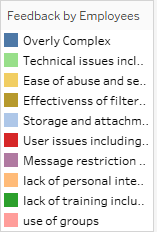 Feedback by Employees
Overly Complex
Technical issues incl..
Ease of abuse and se..
Effectivenss of filter..
Storage and attachm..
User issues including..
Message restriction ..
lack of personal inte..
lack of training inclu..
use of groups